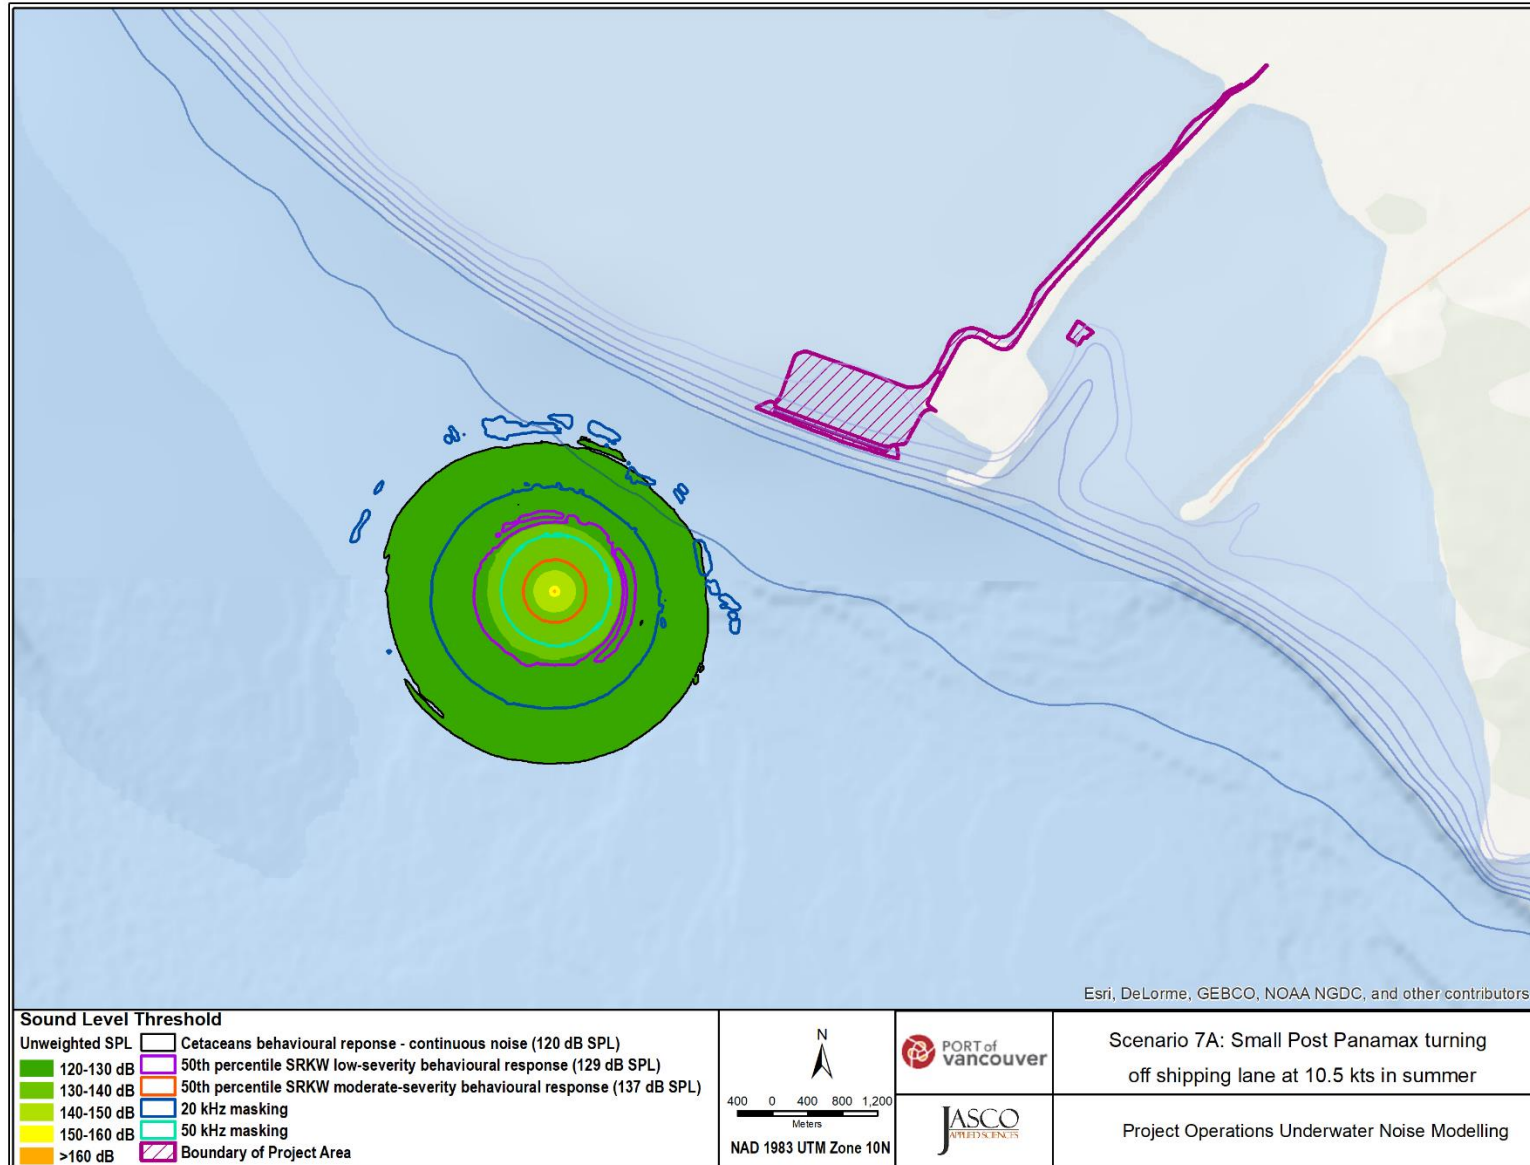 Esri, DeLorme, GEBCO, NOAA NGDC, and other contributors
Sound Level Threshold
Unweighted SPL
120-130 dB
130-140 dB
140-150 dB
150-160 dB
>160 dB
Cetaceans behavioural reponse - continuous noise (120 dB SPL)
50th percentile SRKW low-severity behavioural response (129 dB SPL)
50th percentile SRKW moderate-severity behavioural response (137 dB SPL)
20 kHz masking
50 kHz masking
Boundary of Project Area
N
400 0 400 800 1,200
Meters
NAD 1983 UTM Zone 10N
PORT of
vancouver
JASCO
APPLIED SCIENCES
Scenario 7A: Small Post Panamax turning
off shipping lane at 10.5 kts in summer
Project Operations Underwater Noise Modelling